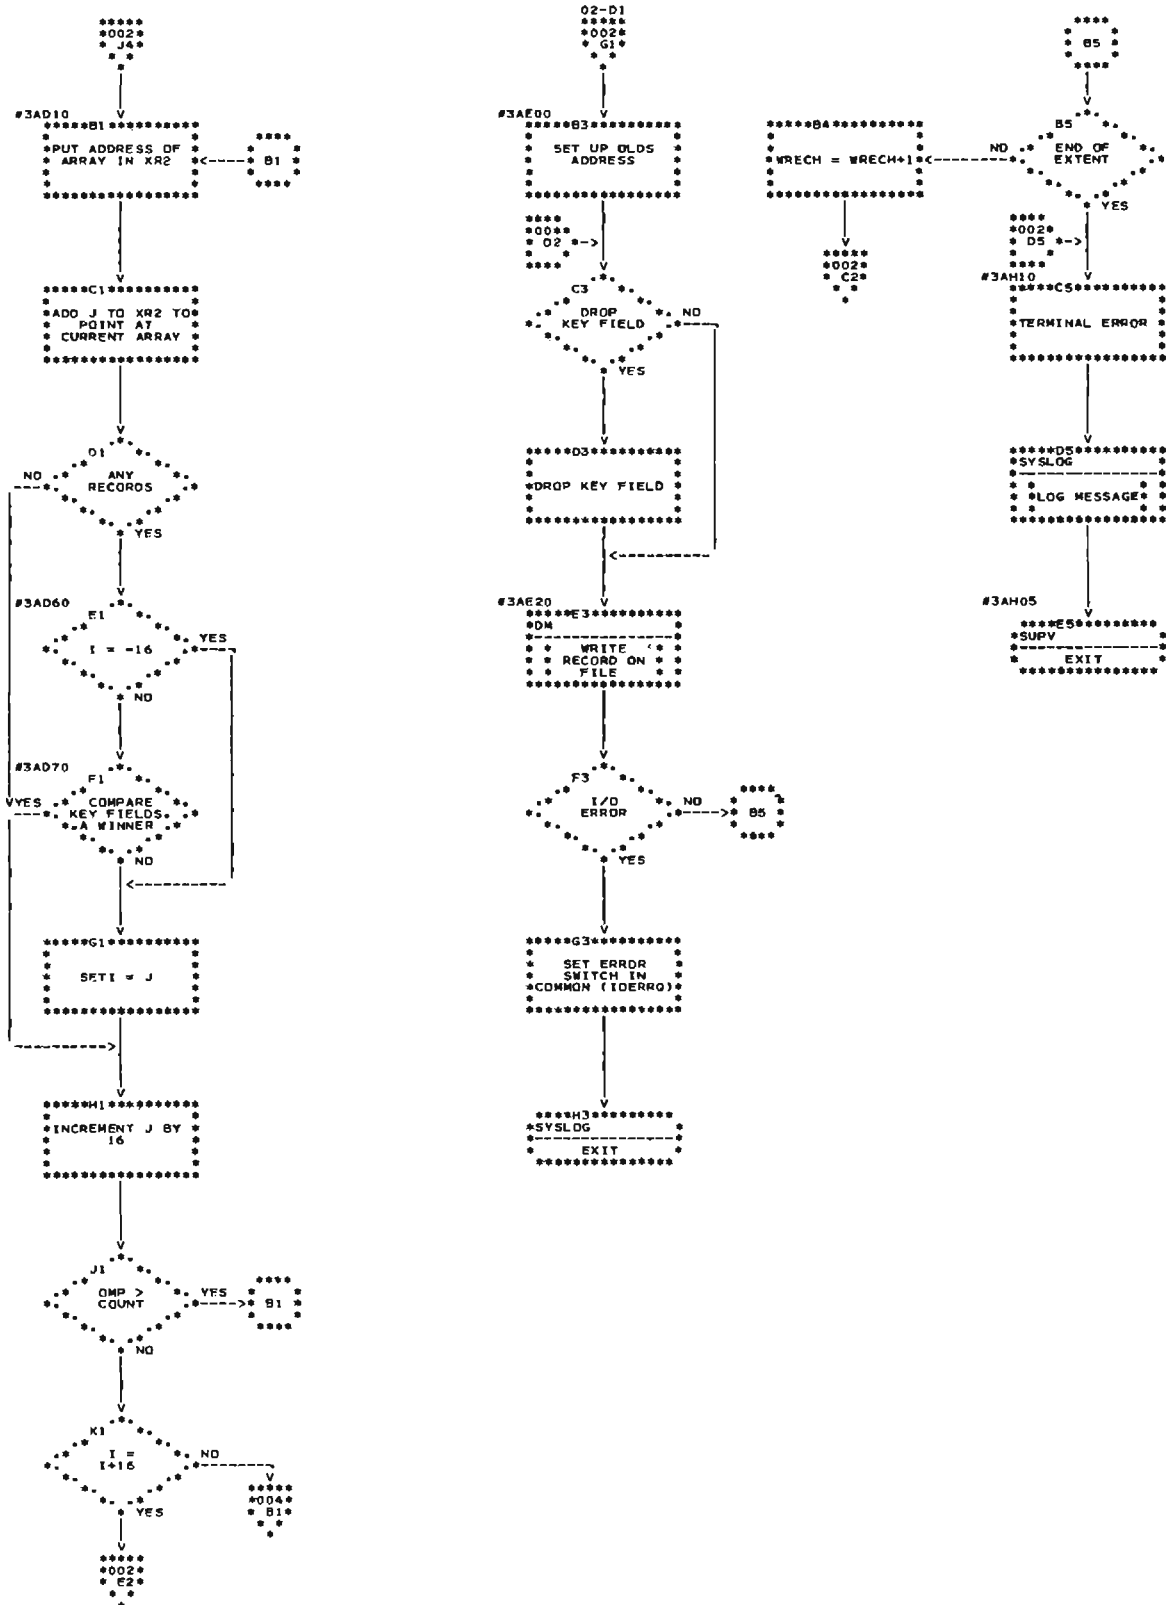 002
J4
#3AD10
B1
PUT ADDRESS OF
ARRAY IN XR2
B1
C1
ADD J TO XR2 TO
POINT AT
CURRENT ARRAY
D1
NO
ANY
RECORDS
YES
#3AD60
E1
YES
I = -16
NO
#3AD70
F1
YES
COMPARE
KEY FIELDS
A WINNER
NO
G1
SETI = J
H1
INCREMENT J BY
16
J1
OMP >
COUNT
YES
B1
NO
K1
I =
I+16
NO
004
B1
YES
002
E2
02-D1
002
G1
#3AE00
B3
SET UP OLDS
ADDRESS
004
D2
C3
DROP
KEY FIELD
NO
YES
D3
DROP KEY FIELD
#3AE20
E3
DM
WRITE
RECORD ON
FILE
F3
I/O
ERROR
NO
B5
YES
G3
SET ERROR
SWITCH IN
COMMON (IOERRQ)
H3
SYSLOG
EXIT
B4
WRECH = WRECH+1
002
C2
B5
B5
NO
END OF
EXTENT
YES
002
D5
#3AH10
C5
TERMINAL ERROR
D5
SYSLOG
LOG MESSAGE
#3AH05
E5
SUPV
EXIT